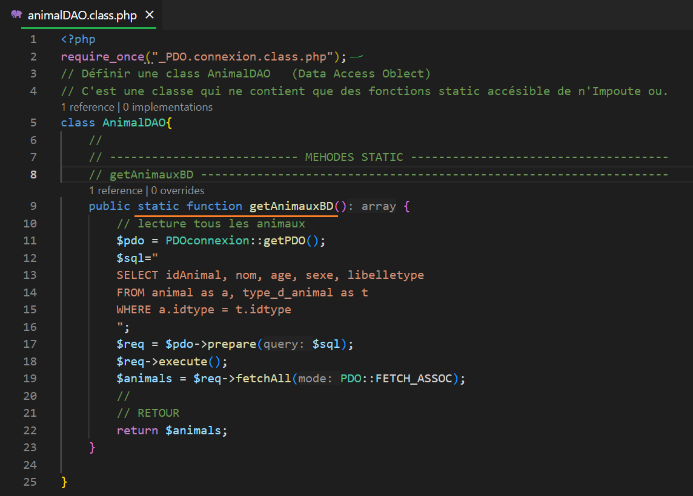 animalDAO.class.php
1 <?php
2 require_once("_PDO.connexion.class.php");
3 // Définir une class AnimalDAO   (Data Access Oblect)
4 // C'est une classe qui ne contient que des fonctions static accésible de n'Impoute ou.
1 reference | 0 implementations
5 class AnimalDAO{
6 //
7 // --------------------------- MEHODES STATIC -------------------------------------
8 // getAnimauxBD -------------------------------------------------------------------
1 reference | 0 overrides
9 public static function getAnimauxBD(): array {
10 // lecture tous les animaux
11 $pdo = PDOconnexion::getPDO();
12 $sql="
13 SELECT idAnimal, nom, age, sexe, libelletype
14 FROM animal as a, type_d_animal as t
15 WHERE a.idtype = t.idtype
16 ";
17 $req = $pdo->prepare(query: $sql);
18 $req->execute();
19 $animals = $req->fetchAll(mode: PDO::FETCH_ASSOC);
20 //
21 // RETOUR
22 return $animals;
23 }
24
25 }